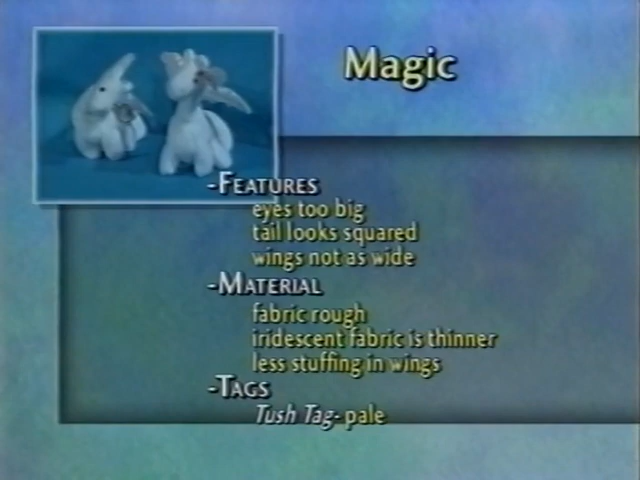 Magic
-Features
eyes too big
tail looks squared
wings not as wide
-Material
fabric rough
iridescent fabric is thinner
less stuffing in wings
-Tags
Tush Tag- pale